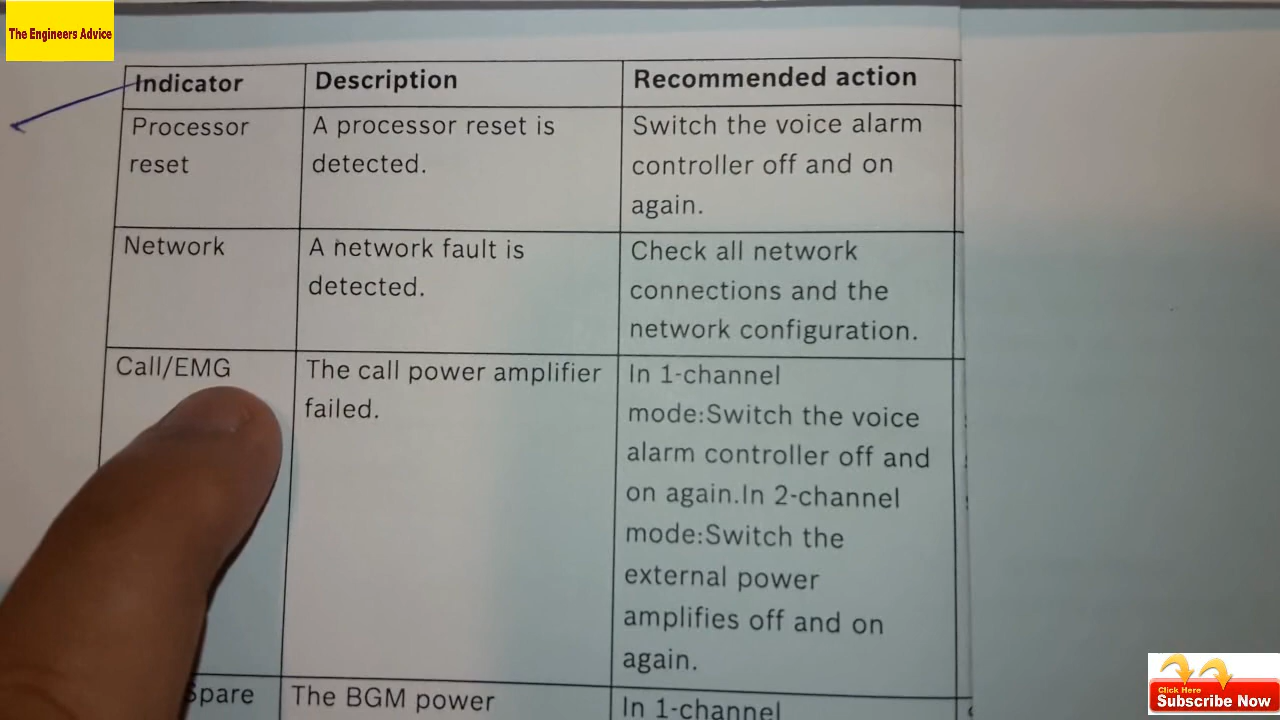 The Engineers Advice
Indicator
Description
Recommended action
Processor
reset
A processor reset is
detected.
Switch the voice alarm
controller off and on
again.
Network
A network fault is
detected.
Check all network
connections and the
network configuration.
Call/EMG
The call power amplifier
failed.
In 1-channel
mode:Switch the voice
alarm controller off and
on again.In 2-channel
mode:Switch the
external power
amplifies off and on
again.
Spare
The BGM power
In 1-channel
Click Here
Subscribe Now